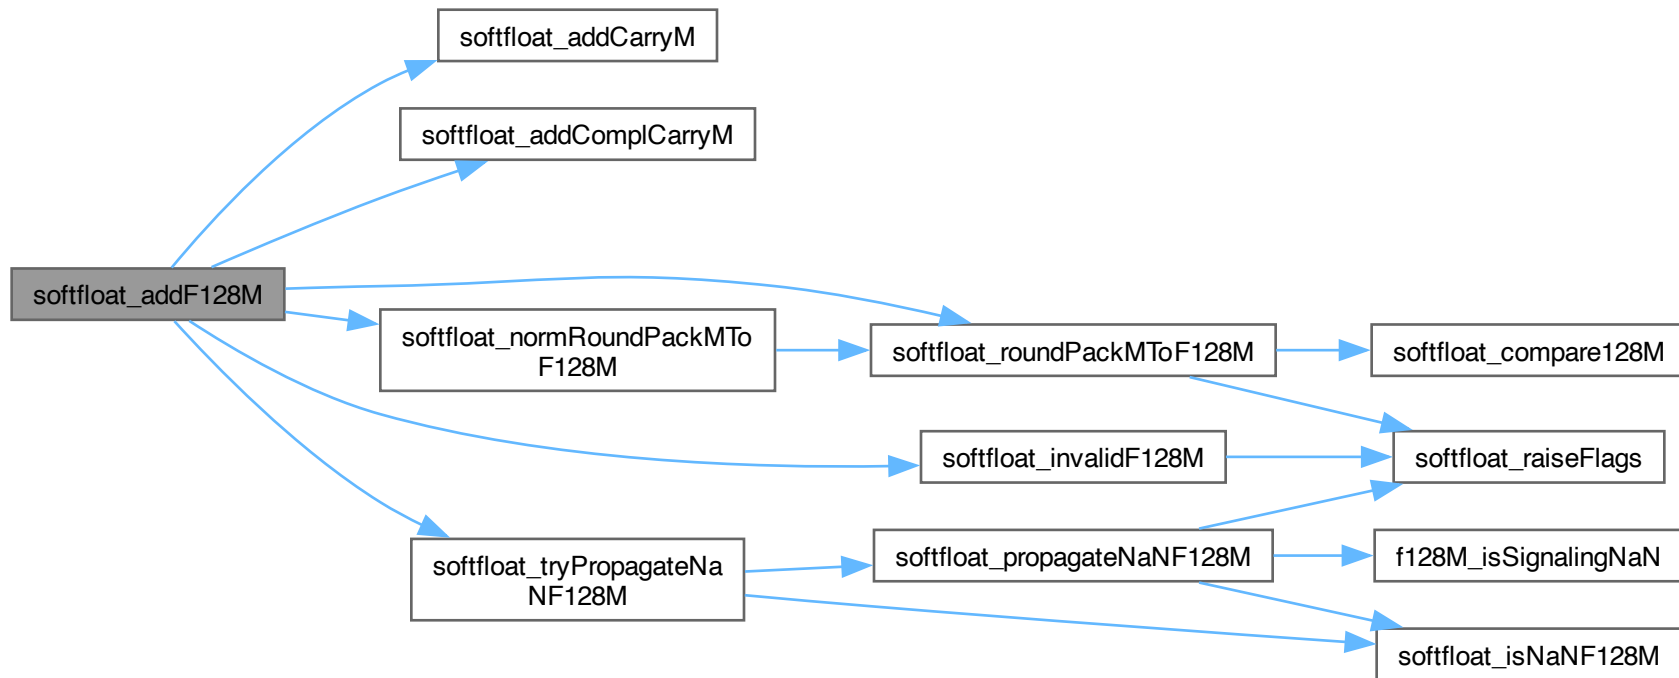 softfloat_addCarryM
softfloat_addComplCarryM
softfloat_addF128M
softfloat_normRoundPackMTo
F128M
softfloat_roundPackMToF128M
softfloat_compare128M
softfloat_invalidF128M
softfloat_raiseFlags
softfloat_tryPropagateNa
NF128M
softfloat_propagateNaNF128M
f128M_isSignalingNaN
softfloat_isNaNF128M